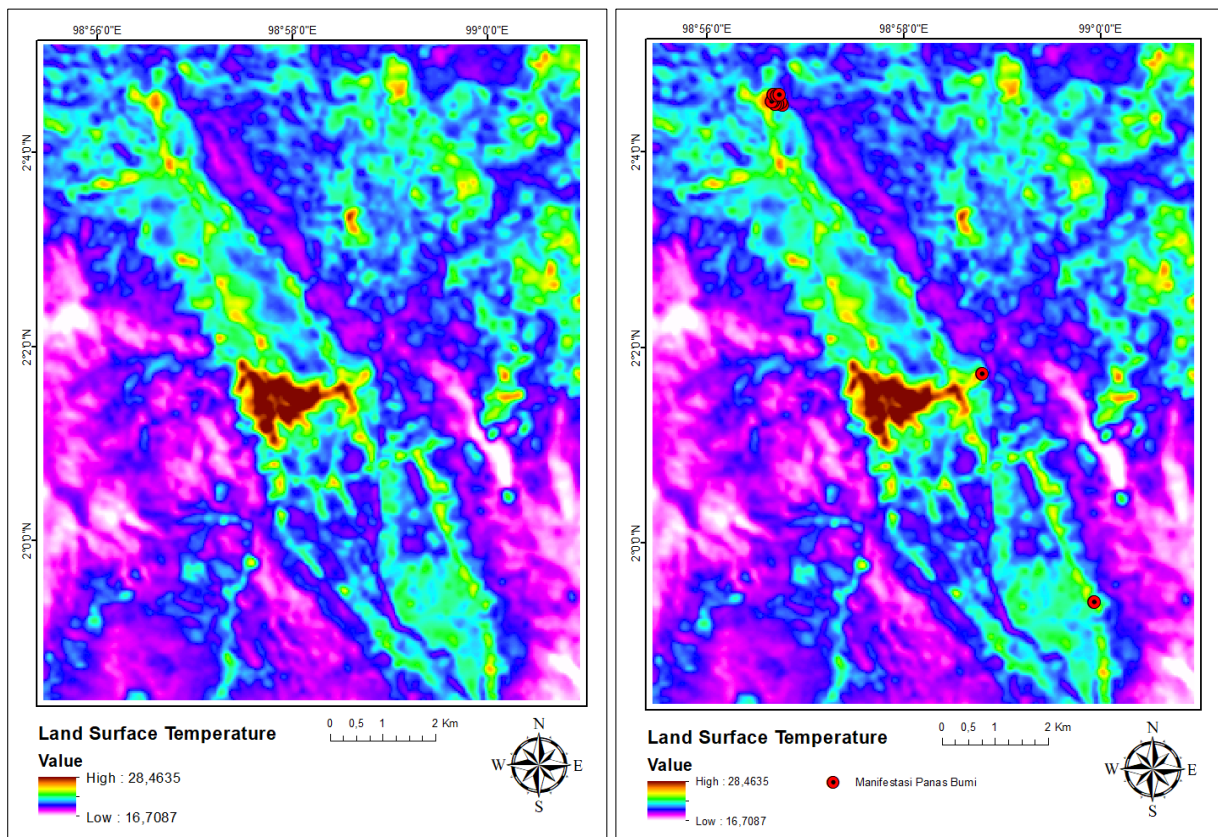 98°56'0"E 98°58'0"E 99°0'0"E
2°4'0"N
2°2'0"N
2°0'0"N
Land Surface Temperature
Value
High : 28,4635
Low : 16,7087
0 0,5 1 2 Km
N
W E
S
98°56'0"E 98°58'0"E 99°0'0"E
2°4'0"N
2°2'0"N
2°0'0"N
Land Surface Temperature
Value
High : 28,4635
Low : 16,7087
Manifestasi Panas Bumi
0 0,5 1 2 Km
N
W E
S